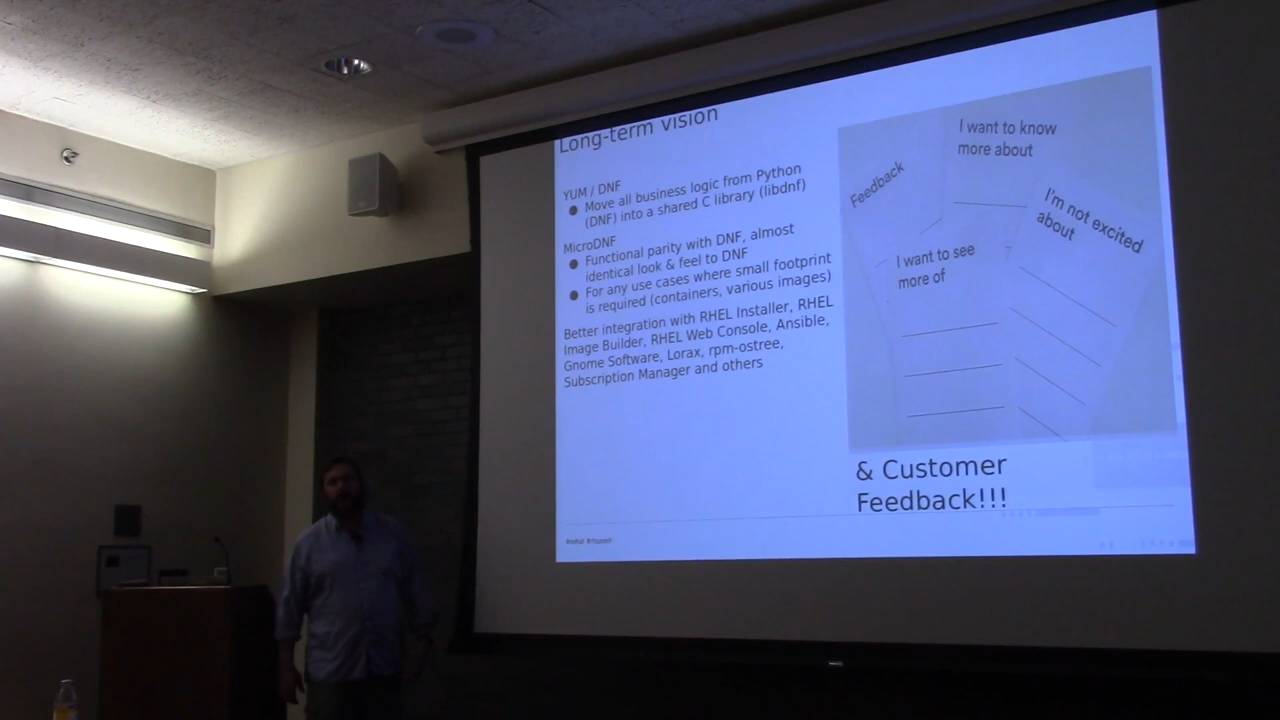 Long-term vision
YUM / DNF
Move all business logic from Python
(DNF) into a shared C library (libdnf)
MicroDNF
Functional parity with DNF, almost
identical look & feel to DNF
For any use cases where small footprint
is required (containers, various images)
Better integration with RHEL Installer, RHEL
Image Builder, RHEL Web Console, Ansible,
Gnome Software, Lorax, rpm-ostree,
Subscription Manager and others
Feedback
I want to know
more about
I'm not excited
about
I want to see
more of
& Customer
Feedback!!!